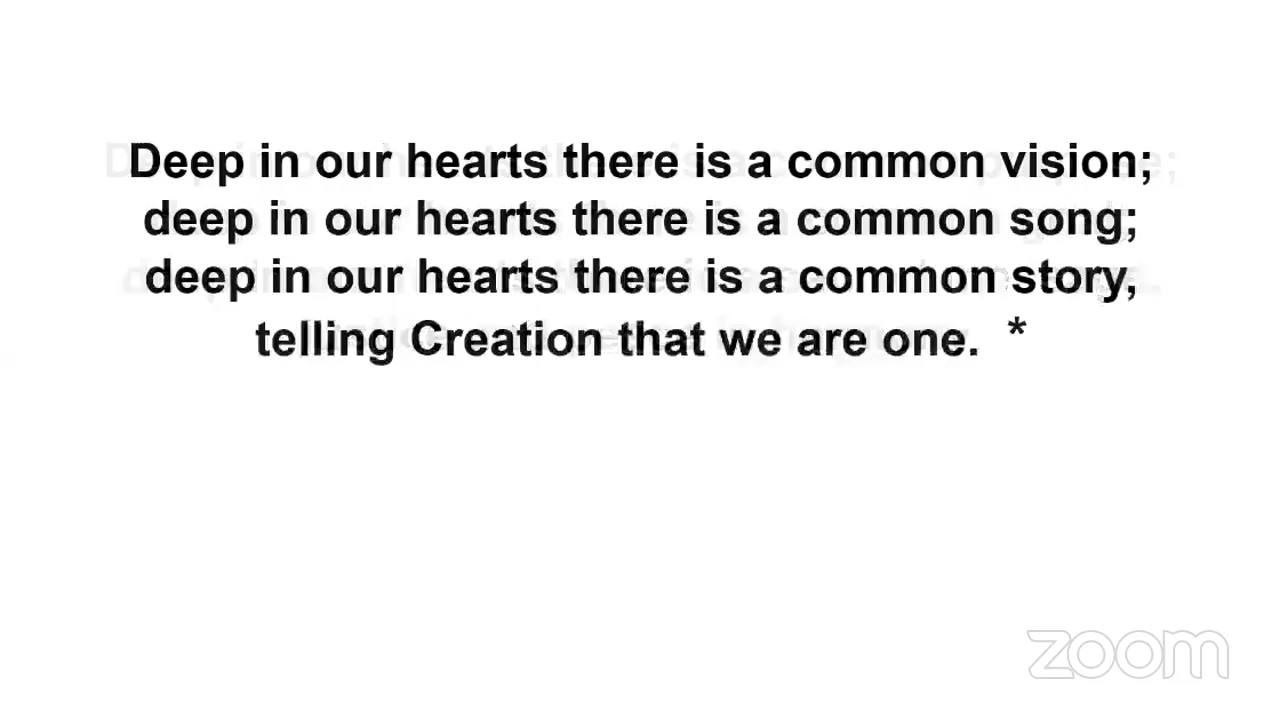 Deep in our hearts there is a common vision;
deep in our hearts there is a common song;
deep in our hearts there is a common story,
telling Creation that we are one. *
zoom